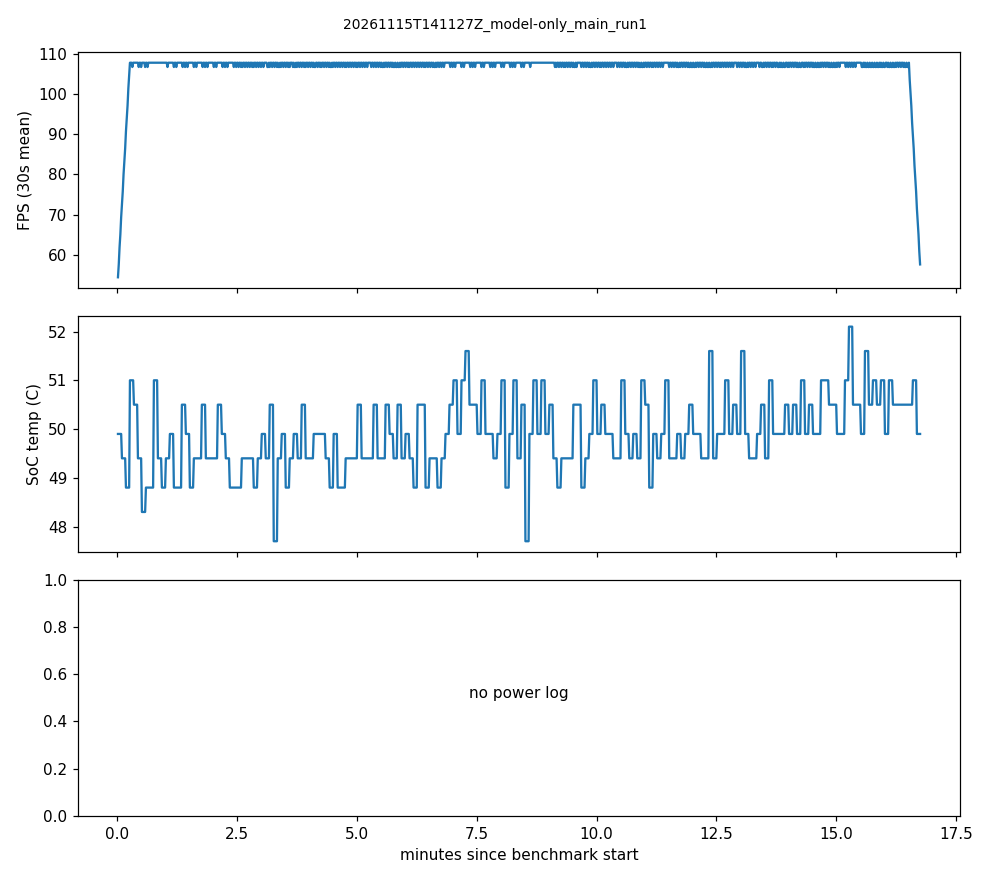 20261115T141127Z_model-only_main_run1
110
100
90
80
70
60
FPS (30s mean)
52
51
50
49
48
SoC temp (C)
1.0
0.8
0.6
0.4
0.2
0.0
no power log
0.0 2.5 5.0 7.5 10.0 12.5 15.0 17.5
minutes since benchmark start